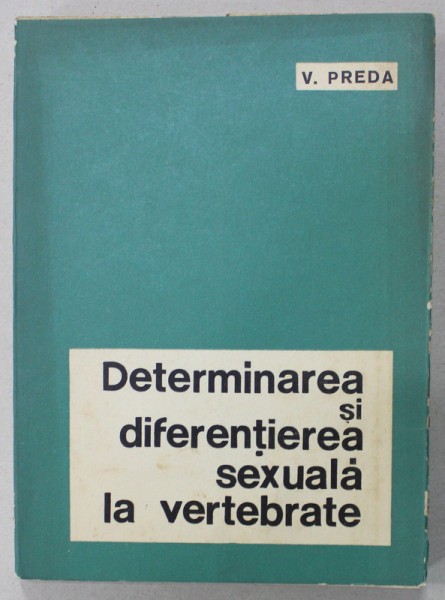 V. PREDA
Determinarea
și
diferențierea
sexuală
la vertebrate